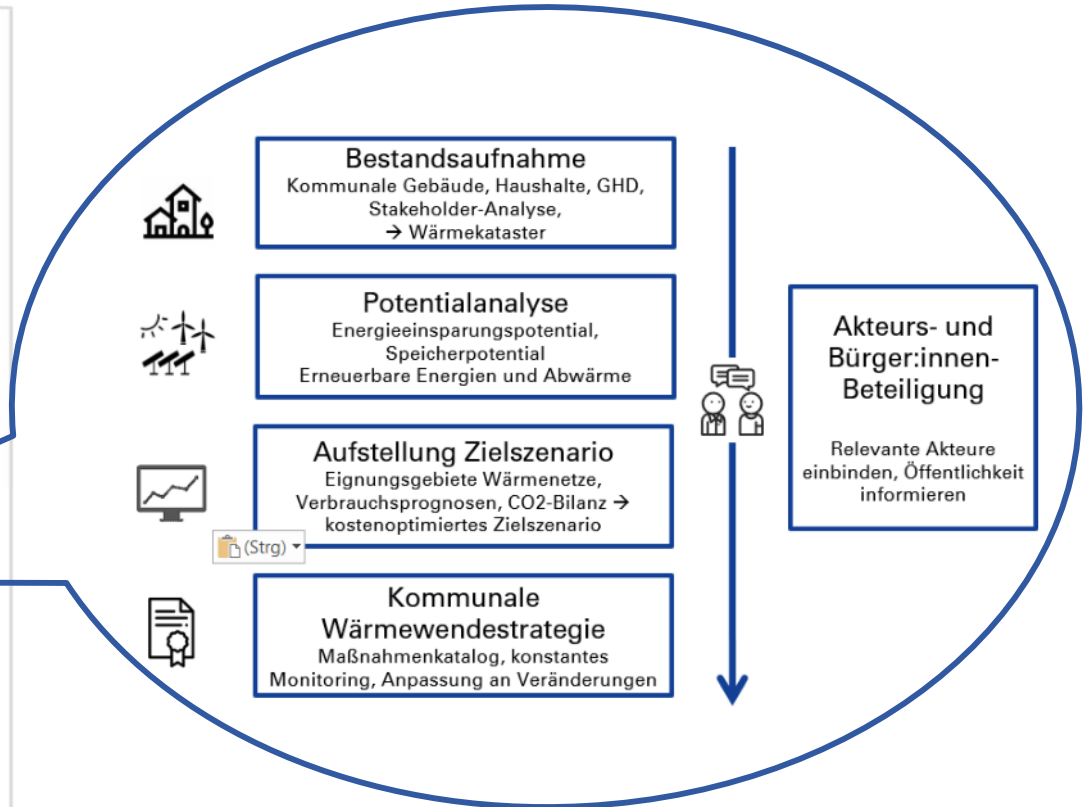 Bestandsaufnahme
Kommunale Gebäude, Haushalte, GHD,
Stakeholder-Analyse,
→ Wärmekataster
Potentialanalyse
Energieeinsparungspotential,
Speicherpotential
Erneuerbare Energien und Abwärme
Aufstellung Zielszenario
Eignungsgebiete Wärmenetze,
Verbrauchsprognosen, CO2-Bilanz →
kostenoptimiertes Zielszenario
(Strg)
Kommunale
Wärmewendestrategie
Maßnahmenkatalog, konstantes
Monitoring, Anpassung an Veränderungen
Akteurs- und
Bürger:innen-
Beteiligung
Relevante Akteure
einbinden, Öffentlichkeit
informieren